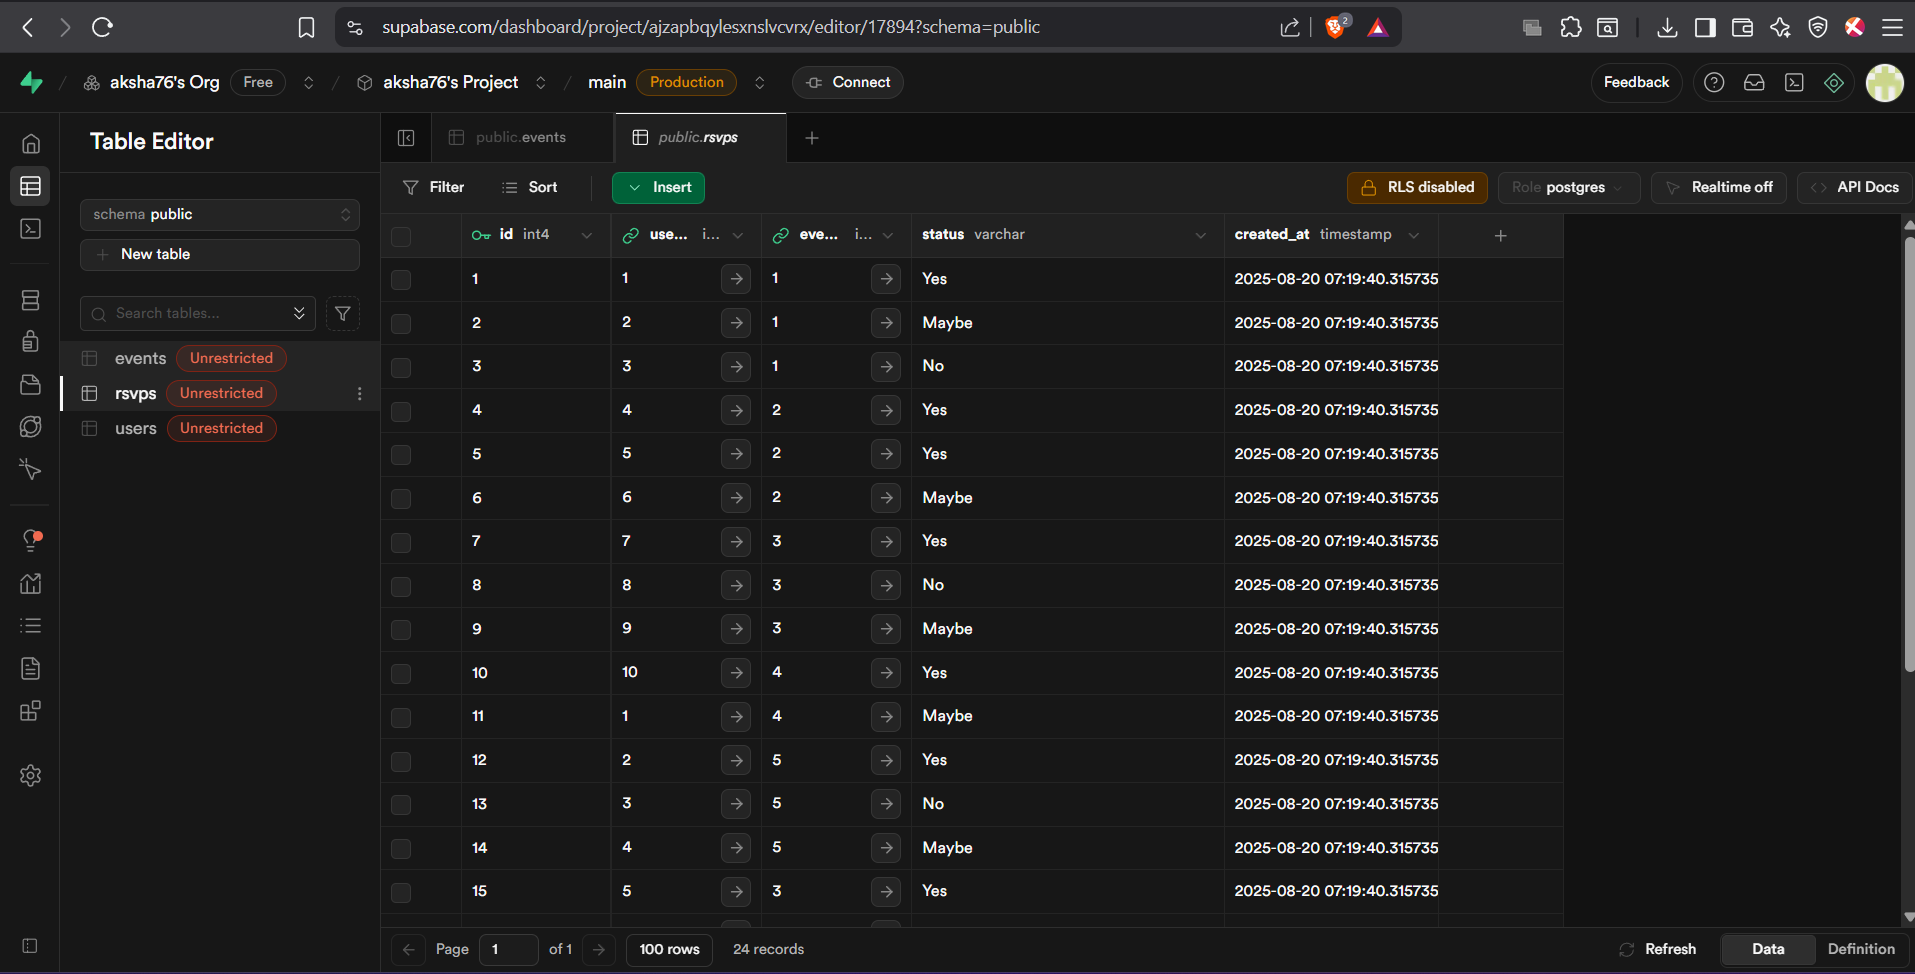 supabase.com/dashboard/project/ajzapbqylesxnslvcvrx/editor/17894?schema=public
2
aksha76's Org Free aksha76's Project main Production Connect Feedback
Table Editor
public.events public.rsvps
Filter Sort Insert RLS disabled Role postgres Realtime off API Docs
schema public
New table
Search tables...
events Unrestricted
rsvps Unrestricted
users Unrestricted
id int4 use... i... eve... i... status varchar created_at timestamp
1 1 1 Yes 2025-08-20 07:19:40.315735
2 2 1 Maybe 2025-08-20 07:19:40.315735
3 3 1 No 2025-08-20 07:19:40.315735
4 4 2 Yes 2025-08-20 07:19:40.315735
5 5 2 Yes 2025-08-20 07:19:40.315735
6 6 2 Maybe 2025-08-20 07:19:40.315735
7 7 3 Yes 2025-08-20 07:19:40.315735
8 8 3 No 2025-08-20 07:19:40.315735
9 9 3 Maybe 2025-08-20 07:19:40.315735
10 10 4 Yes 2025-08-20 07:19:40.315735
11 1 4 Maybe 2025-08-20 07:19:40.315735
12 2 5 Yes 2025-08-20 07:19:40.315735
13 3 5 No 2025-08-20 07:19:40.315735
14 4 5 Maybe 2025-08-20 07:19:40.315735
15 5 3 Yes 2025-08-20 07:19:40.315735
Page 1 of 1 100 rows 24 records Refresh Data Definition